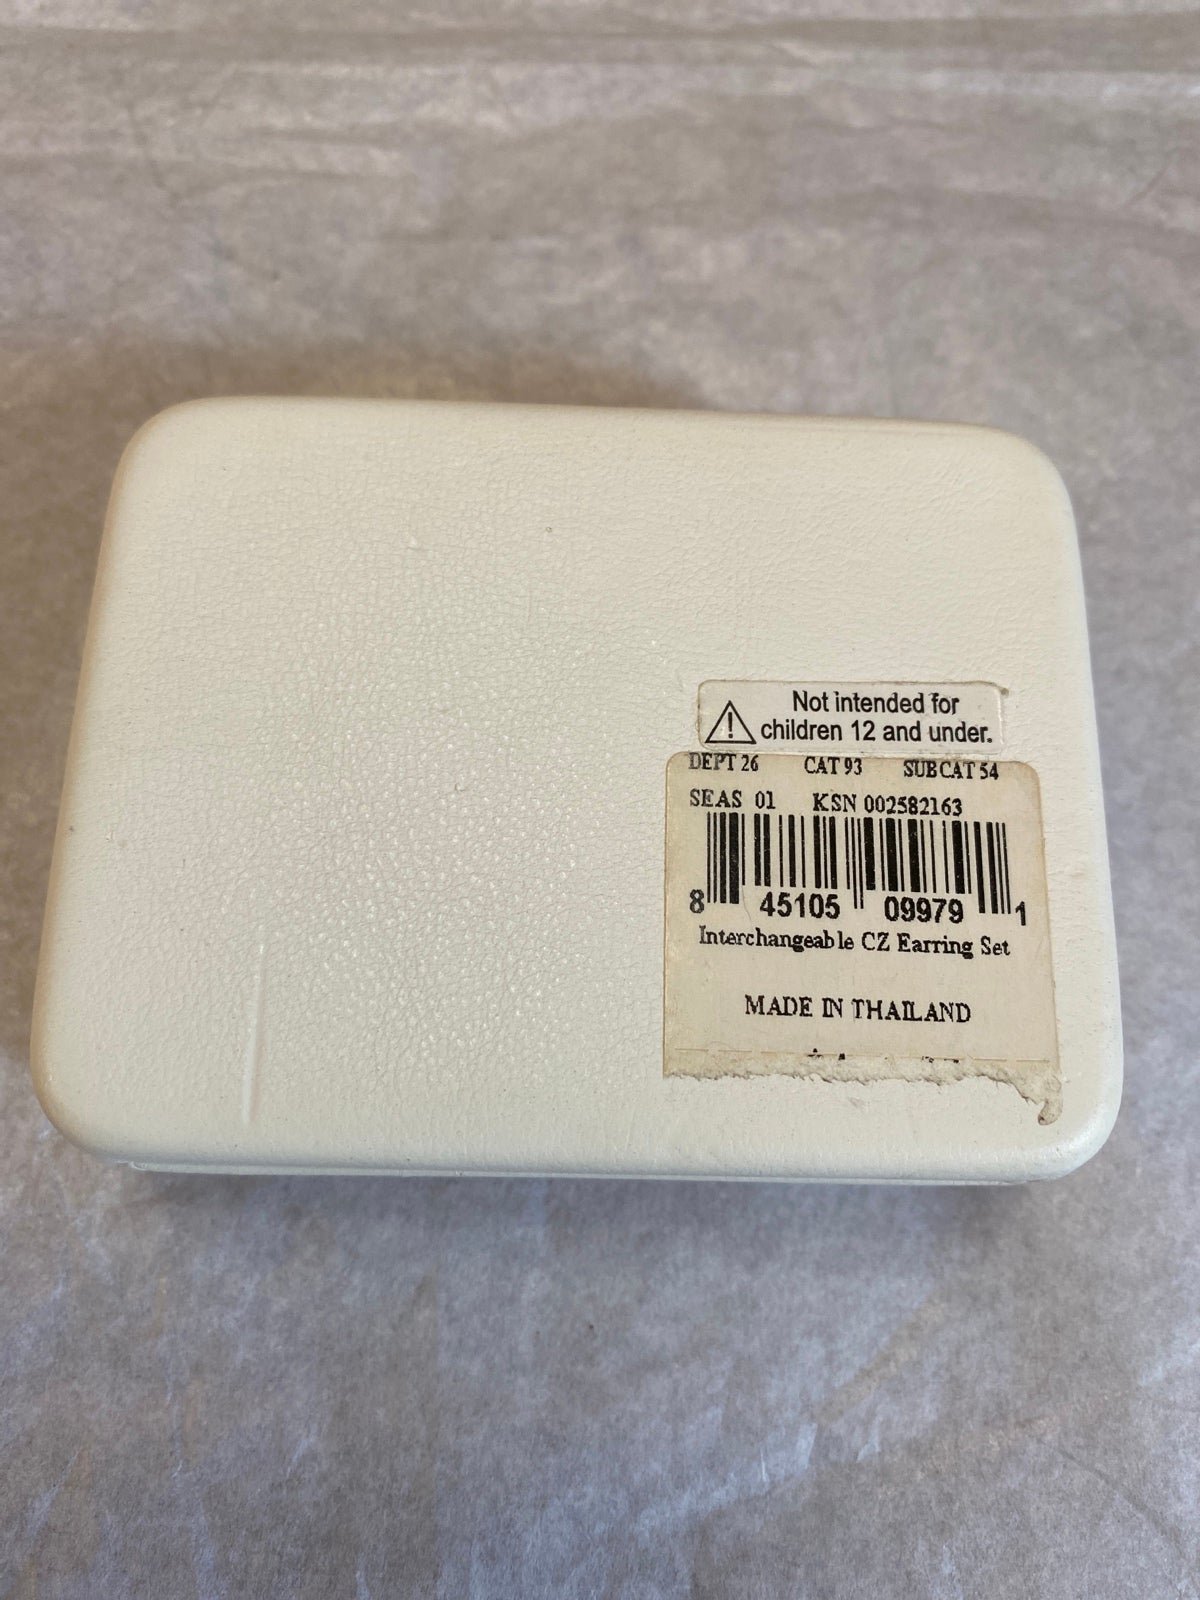 Not intended for
children 12 and under.
DEPT 26 CAT 93 SUBCAT 54
SEAS 01 KSN 002582163
8 45105 09979 1
Interchangeable CZ Earring Set
MADE IN THAILAND